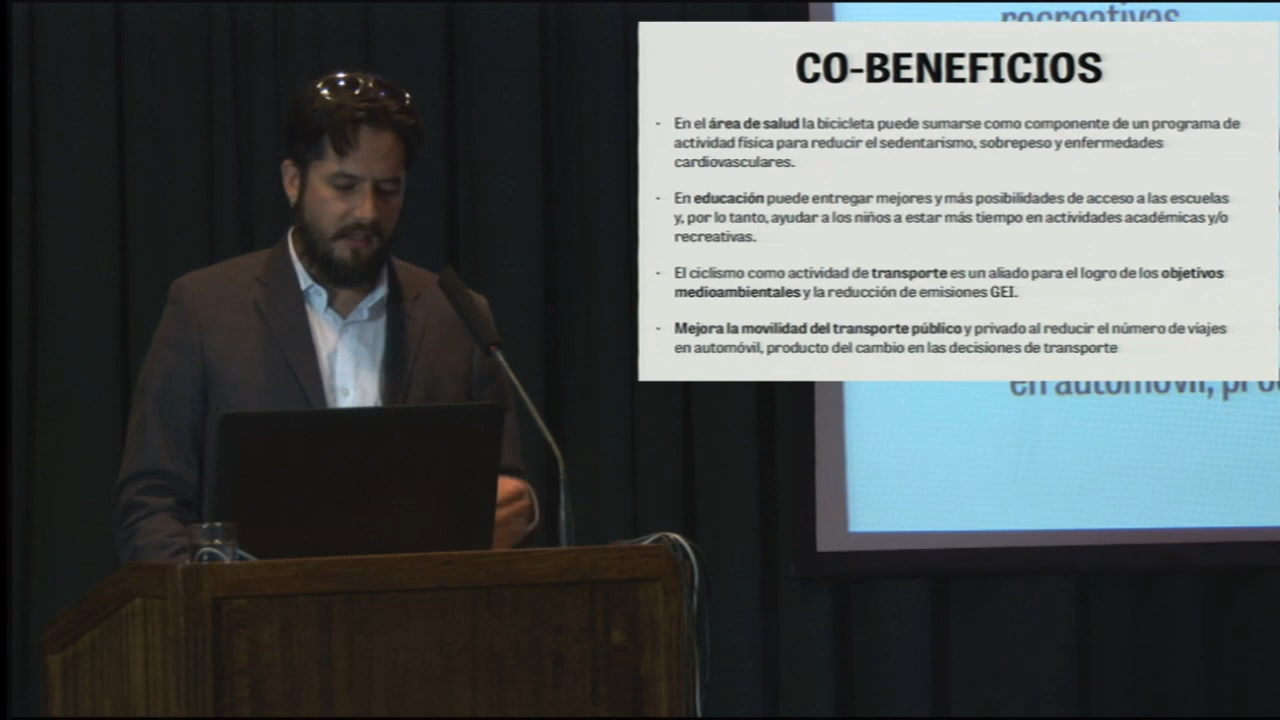 recreativas
CO-BENEFICIOS
- En el área de salud la bicicleta puede sumarse como componente de un programa de
actividad física para reducir el sedentarismo, sobrepeso y enfermedades
cardiovasculares.
- En educación puede entregar mejores y más posibilidades de acceso a las escuelas
y, por lo tanto, ayudar a los niños a estar más tiempo en actividades académicas y/o
recreativas.
- El ciclismo como actividad de transporte es un aliado para el logro de los objetivos
medioambientales y la reducción de emisiones GEI.
- Mejora la movilidad del transporte público y privado al reducir el número de viajes
en automóvil, producto del cambio en las decisiones de transporte
en automóvil,